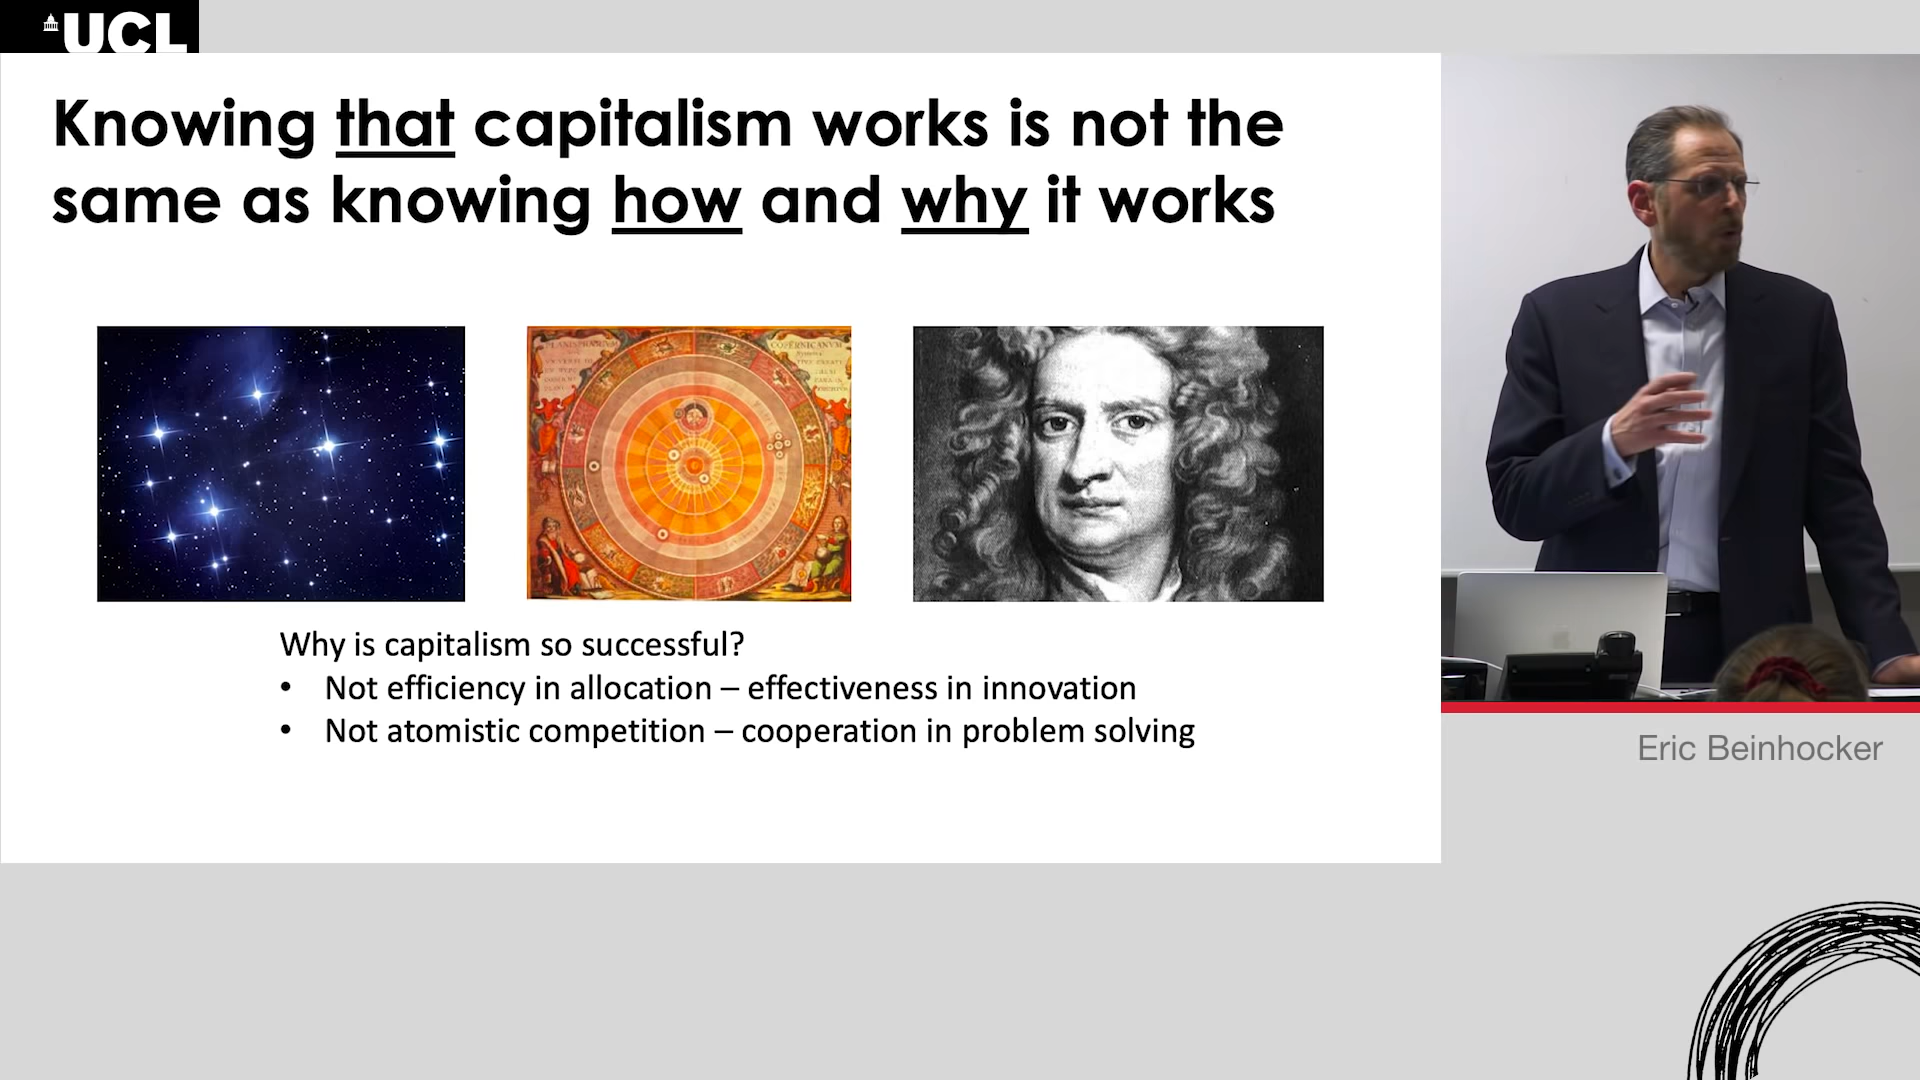 UCL
Knowing that capitalism works is not the
same as knowing how and why it works
COPERNICANVM
Why is capitalism so successful?
• Not efficiency in allocation – effectiveness in innovation
• Not atomistic competition – cooperation in problem solving
Eric Beinhocker